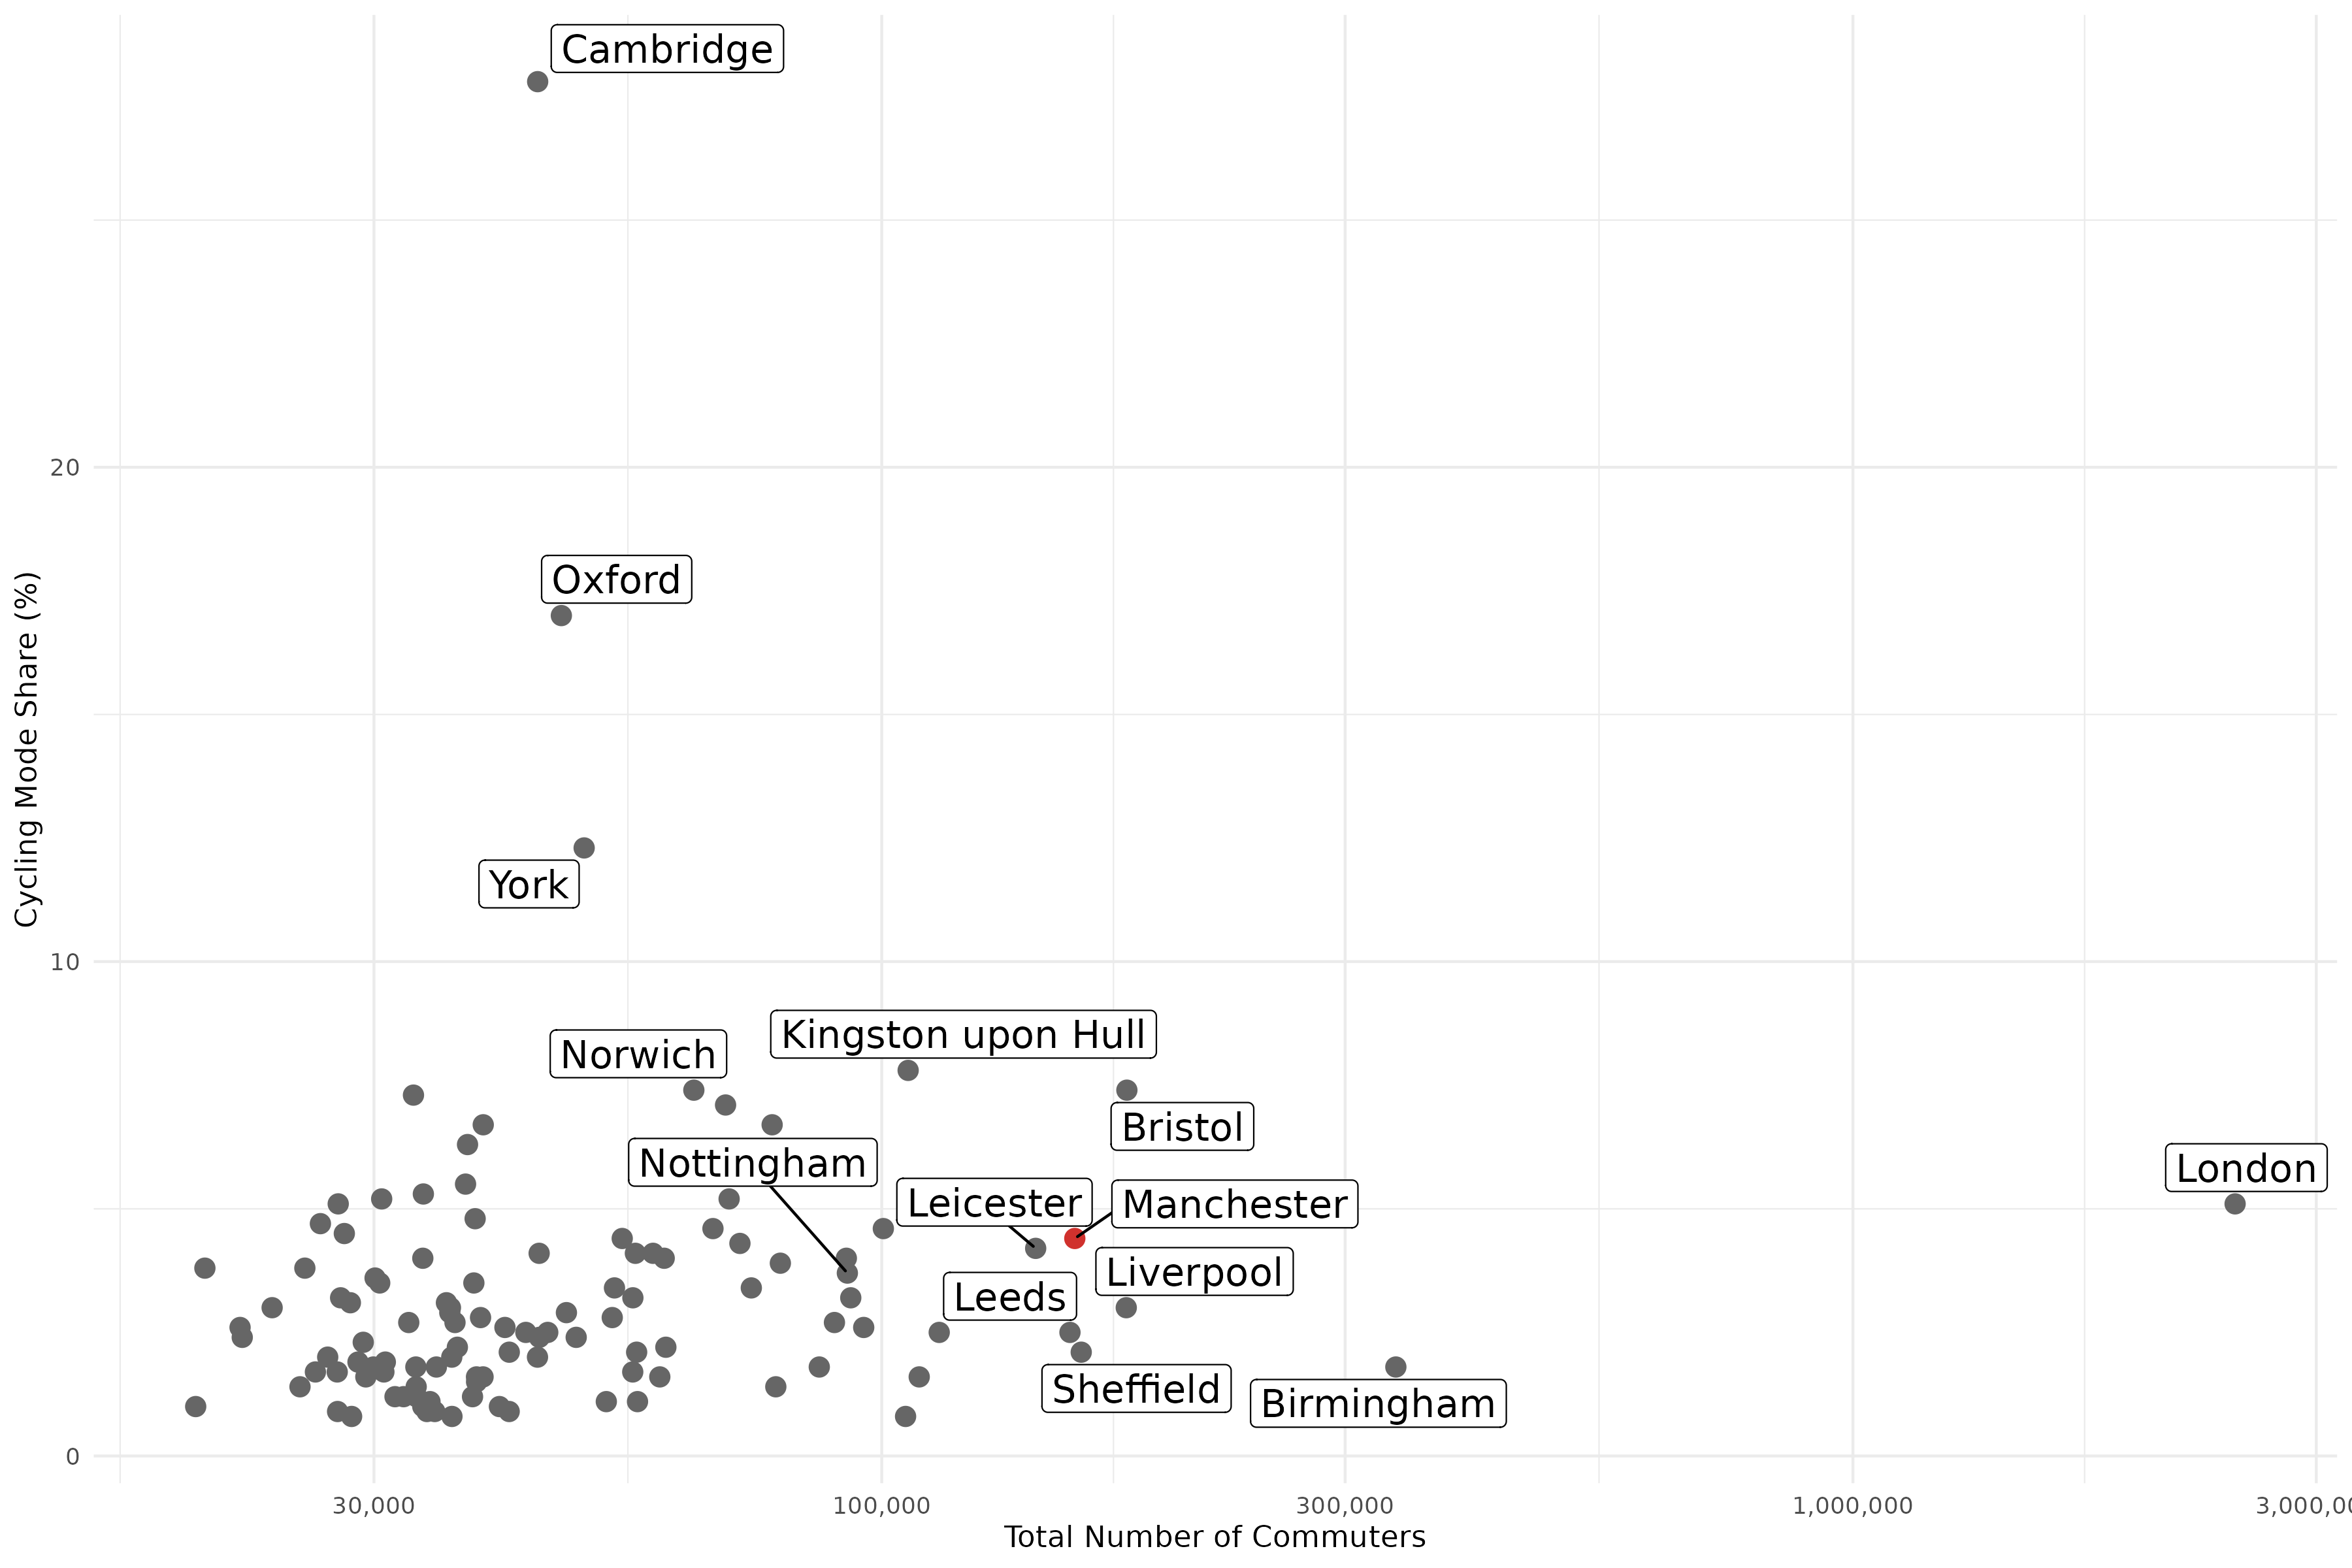 Cambridge
20
Oxford
Cycling Mode Share (%)
York
10
Kingston upon Hull
Norwich
Bristol
Nottingham
London
Leicester
Manchester
Liverpool
Leeds
Sheffield
Birmingham
0
30,000
100,000
300,000
1,000,000
3,000,00
Total Number of Commuters